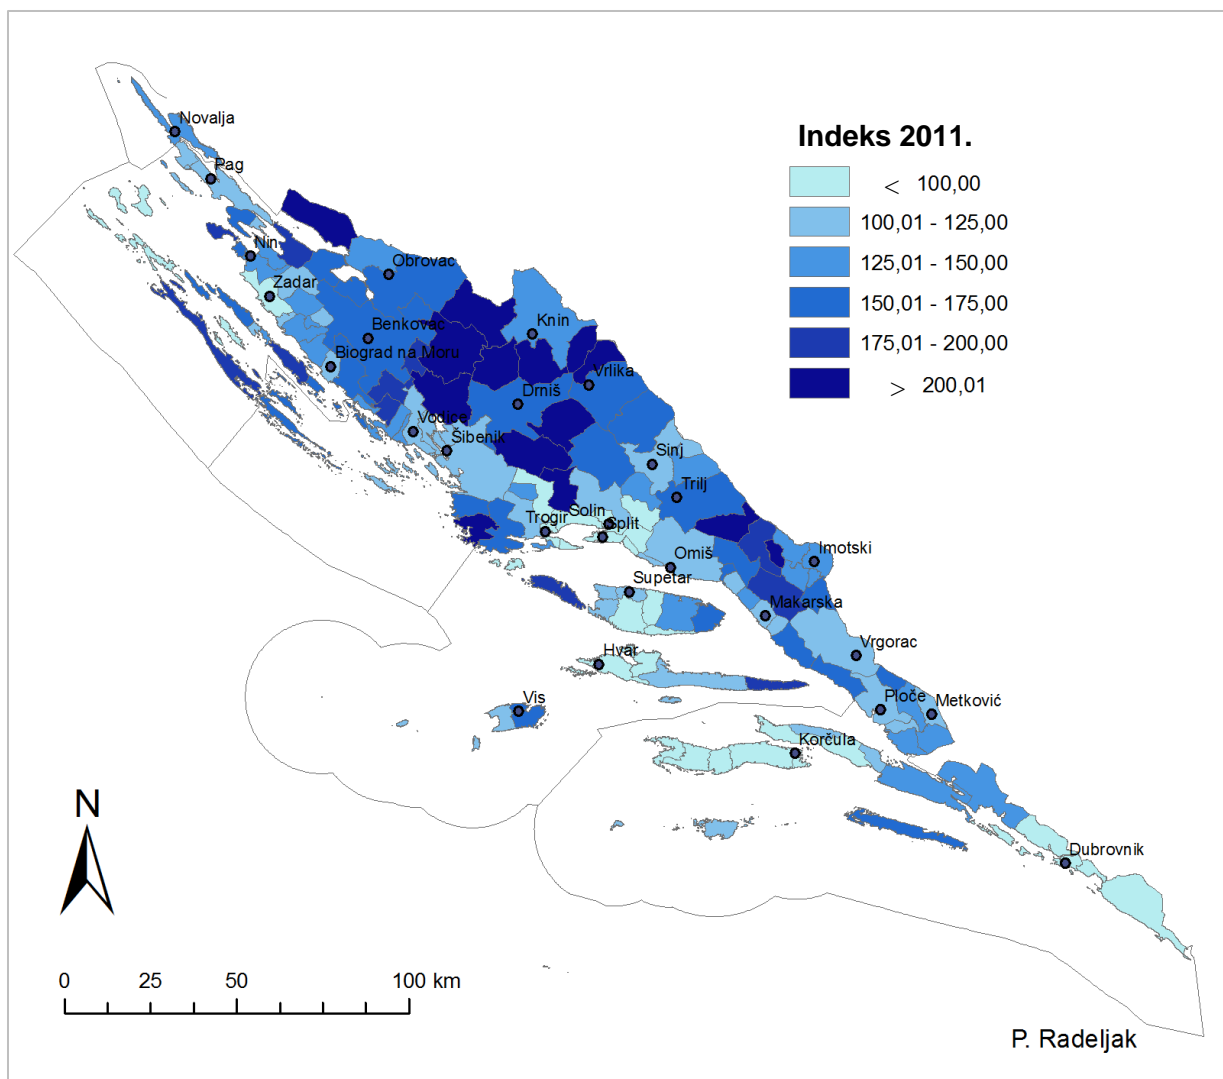 Indeks 2011.
< 100,00
100,01 - 125,00
125,01 - 150,00
150,01 - 175,00
175,01 - 200,00
> 200,01
Novalja
Pag
Nin
Obrovac
Zadar
Knin
Benkovac
Biograd na Moru
Vrlika
Drniš
Vodice
Šibenik
Sinj
Trilj
Solin
Trogir
Split
Omiš
Imotski
Supetar
Makarska
Hvar
Vrgorac
Vis
Ploče
Metković
Korčula
Dubrovnik
N
0 25 50 100 km
P. Radeljak